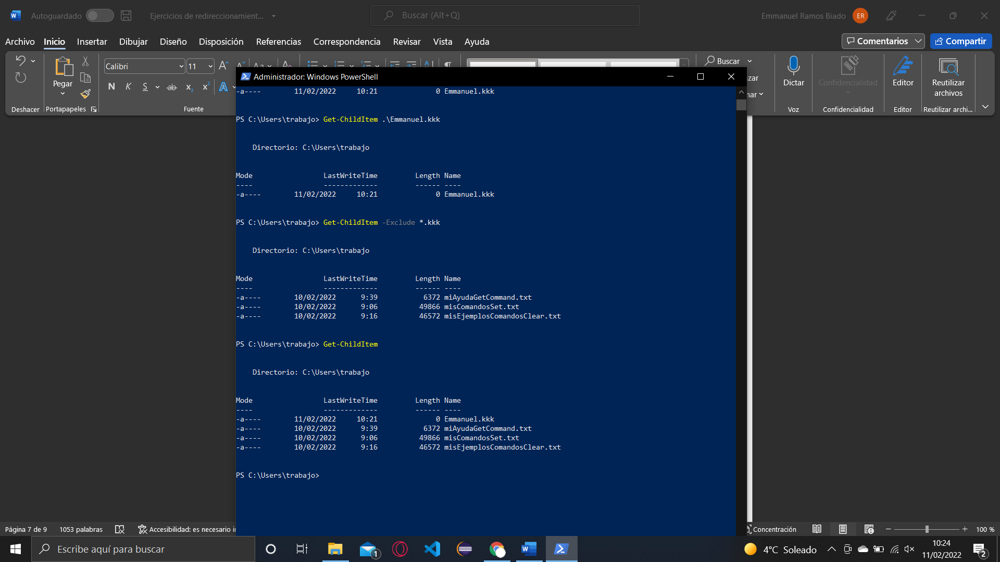 Autoguardado
Ejercicios de redireccionamient...
Buscar (Alt+Q)
Emmanuel Ramos Biado
ER
Archivo Inicio Insertar Dibujar Diseño Disposición Referencias Correspondencia Revisar Vista Ayuda
Comentarios
Compartir
Pegar
Calibri
11
N K S ab x₂ x² A
Buscar
zar
nar
Dictar
Confidencialidad
Editor
Reutilizar
archivos
Deshacer
Portapapeles
Fuente
Voz
Confidencialidad
Editor
Reutilizar archi...
Administrador: Windows PowerShell
-a---- 11/02/2022 10:21 0 Emmanuel.kkk
PS C:\Users\trabajo> Get-ChildItem .\Emmanuel.kkk
Directorio: C:\Users\trabajo
Mode LastWriteTime Length Name
---- ------------- ------ ----
-a---- 11/02/2022 10:21 0 Emmanuel.kkk
PS C:\Users\trabajo> Get-ChildItem -Exclude *.kkk
Directorio: C:\Users\trabajo
Mode LastWriteTime Length Name
---- ------------- ------ ----
-a---- 10/02/2022 9:39 6372 miAyudaGetCommand.txt
-a---- 10/02/2022 9:06 49866 misComandosSet.txt
-a---- 10/02/2022 9:16 46572 misEjemplosComandosClear.txt
PS C:\Users\trabajo> Get-ChildItem
Directorio: C:\Users\trabajo
Mode LastWriteTime Length Name
---- ------------- ------ ----
-a---- 11/02/2022 10:21 0 Emmanuel.kkk
-a---- 10/02/2022 9:39 6372 miAyudaGetCommand.txt
-a---- 10/02/2022 9:06 49866 misComandosSet.txt
-a---- 10/02/2022 9:16 46572 misEjemplosComandosClear.txt
PS C:\Users\trabajo>
Página 7 de 9 1053 palabras
Accesibilidad: es necesario
Concentración
100 %
Escribe aquí para buscar
1
4°C Soleado
10:24
11/02/2022
2